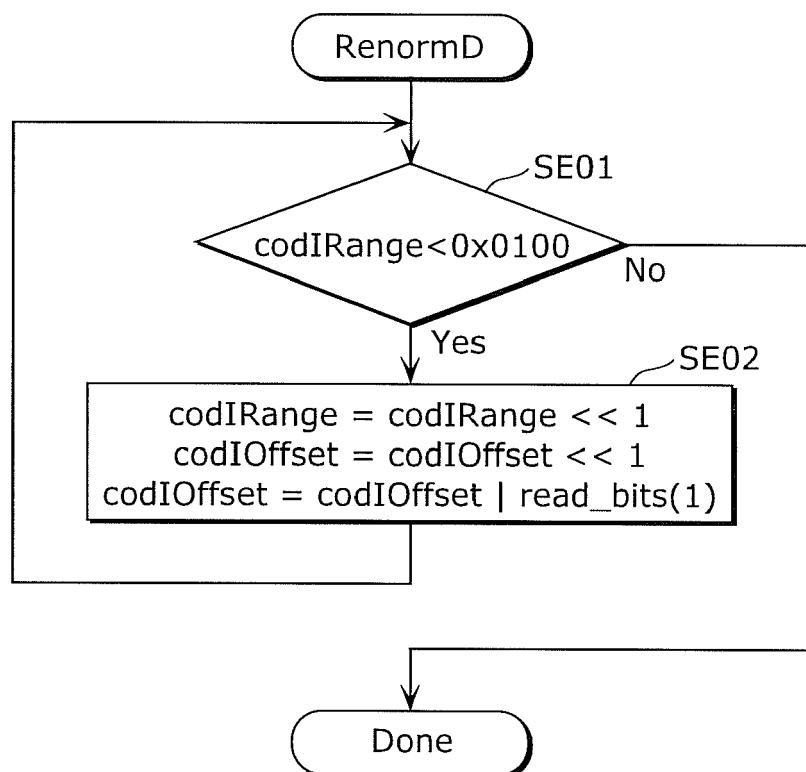 RenormD
SE01
codIRange<0x0100
No
Yes
SE02
codIRange = codIRange << 1
codIOffset = codIOffset << 1
codIOffset = codIOffset | read_bits(1)
Done